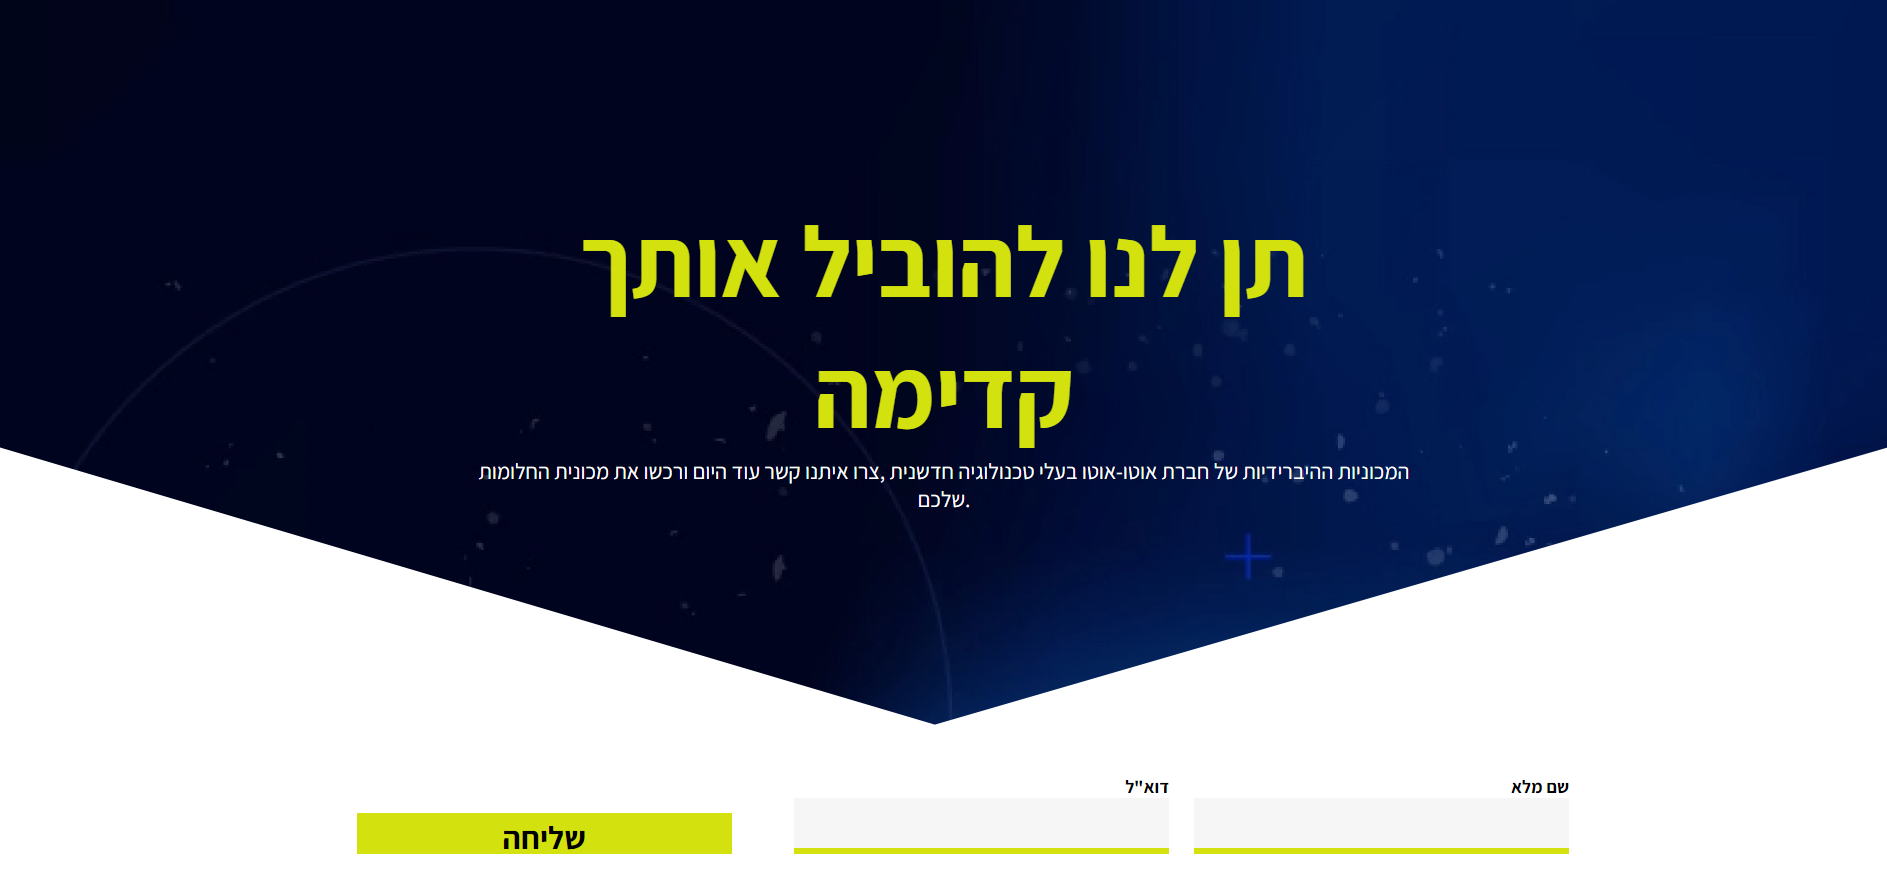 תן לנו להוביל אותך
קדימה
המכוניות ההיברידיות של חברת אוטו-אוטו בעלי טכנולוגיה חדשנית ,צרו איתנו קשר עוד היום ורכשו את מכונית החלומות
.שלכם
שם מלא
דוא"ל
שליחה